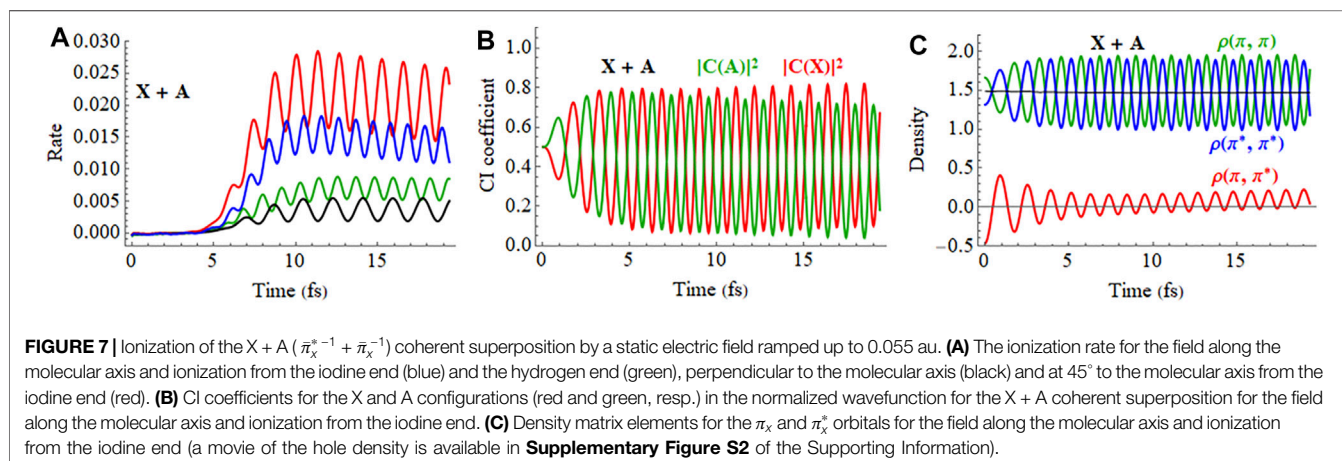 A
0.030
0.025
0.020
0.015
0.010
0.005
0.000
Rate
X + A
0 5 10 15
Time (fs)
B
1.0
0.8
0.6
0.4
0.2
0.0
CI coefficient
X + A |C(A)|² |C(X)|²
0 5 10 15
Time (fs)
C
2.0
1.5
1.0
0.5
0.0
−0.5
Density
X + A ρ(π, π)
ρ(π*, π*)
ρ(π, π*)
0 5 10 15
Time (fs)
FIGURE 7 | Ionization of the X + A (π̄ₓ*⁻¹ + π̄ₓ⁻¹) coherent superposition by a static electric field ramped up to 0.055 au. (A) The ionization rate for the field along the
molecular axis and ionization from the iodine end (blue) and the hydrogen end (green), perpendicular to the molecular axis (black) and at 45° to the molecular axis from the
iodine end (red). (B) CI coefficients for the X and A configurations (red and green, resp.) in the normalized wavefunction for the X + A coherent superposition for the field
along the molecular axis and ionization from the iodine end. (C) Density matrix elements for the πₓ and πₓ* orbitals for the field along the molecular axis and ionization
from the iodine end (a movie of the hole density is available in Supplementary Figure S2 of the Supporting Information).